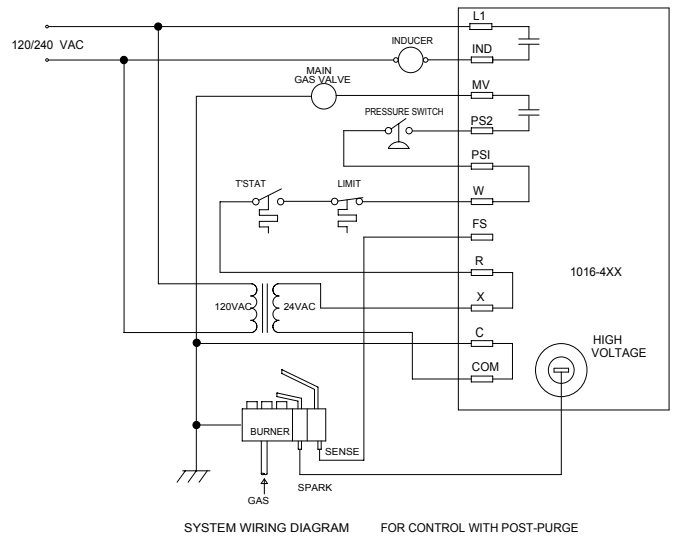 L1
120/240 VAC
INDUCER
IND
MAIN
GAS VALVE
MV
PRESSURE SWITCH
PS2
PSI
T'STAT
LIMIT
W
FS
R
1016-4XX
X
120VAC
24VAC
C
HIGH
VOLTAGE
COM
BURNER
SENSE
SPARK
GAS
SYSTEM WIRING DIAGRAM FOR CONTROL WITH POST-PURGE